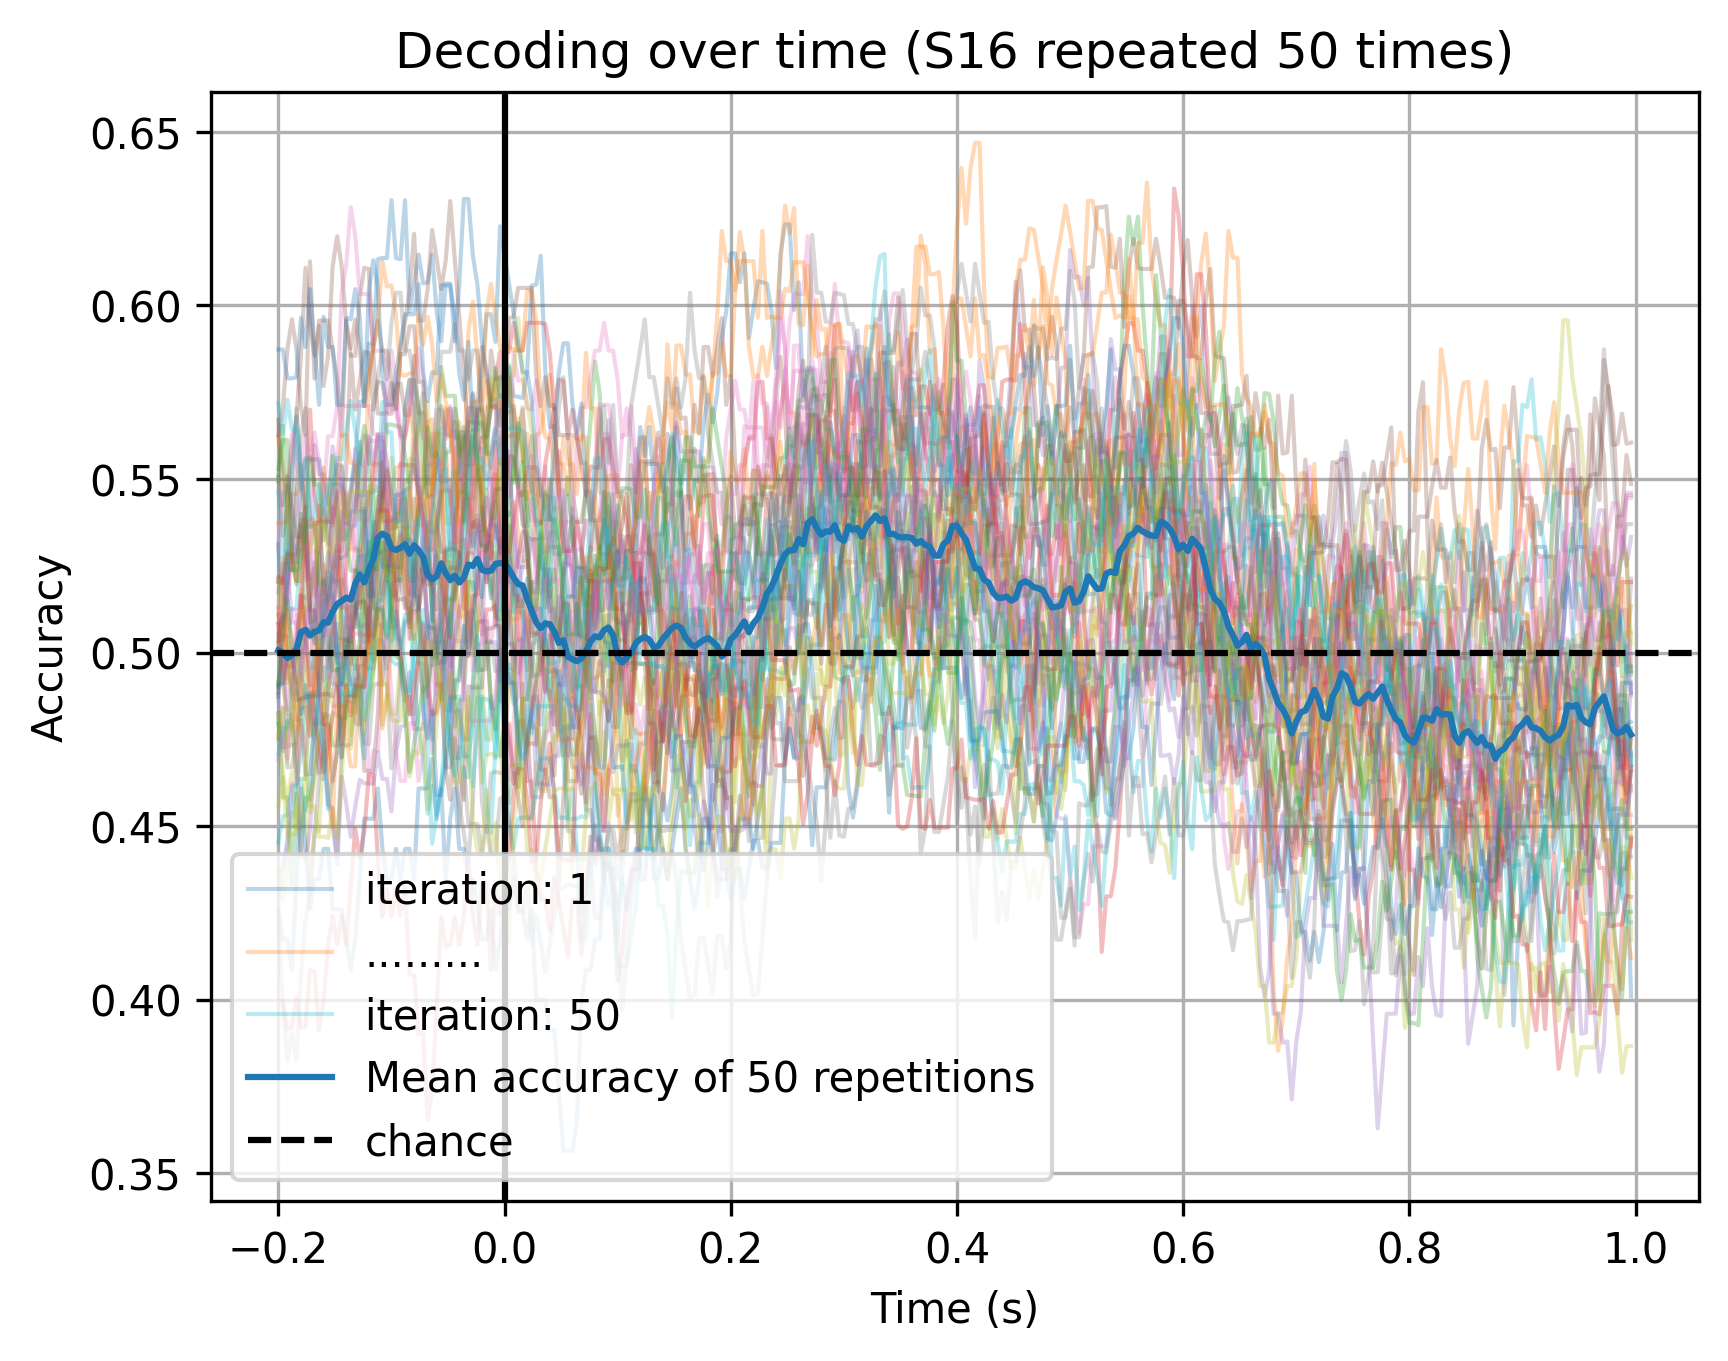 Decoding over time (S16 repeated 50 times)
0.65
0.60
0.55
0.50
0.45
0.40
0.35
Accuracy
iteration: 1
.........
iteration: 50
Mean accuracy of 50 repetitions
chance
−0.2 0.0 0.2 0.4 0.6 0.8 1.0
Time (s)